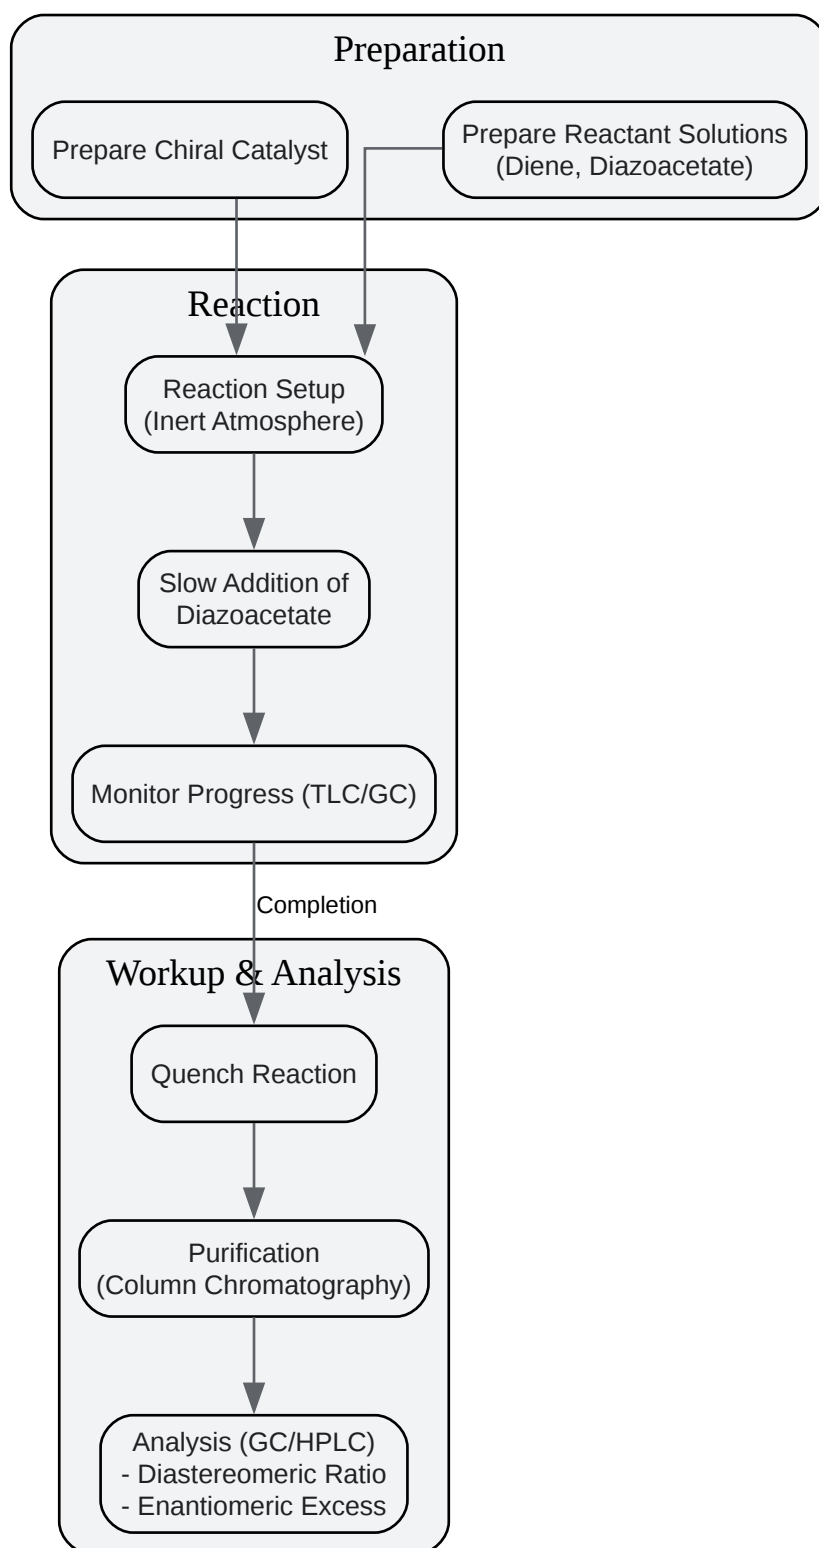 Preparation
Prepare Chiral Catalyst
Prepare Reactant Solutions
(Diene, Diazoacetate)
Reaction
Reaction Setup
(Inert Atmosphere)
Slow Addition of
Diazoacetate
Monitor Progress (TLC/GC)
Completion
Workup & Analysis
Quench Reaction
Purification
(Column Chromatography)
Analysis (GC/HPLC)
- Diastereomeric Ratio
- Enantiomeric Excess